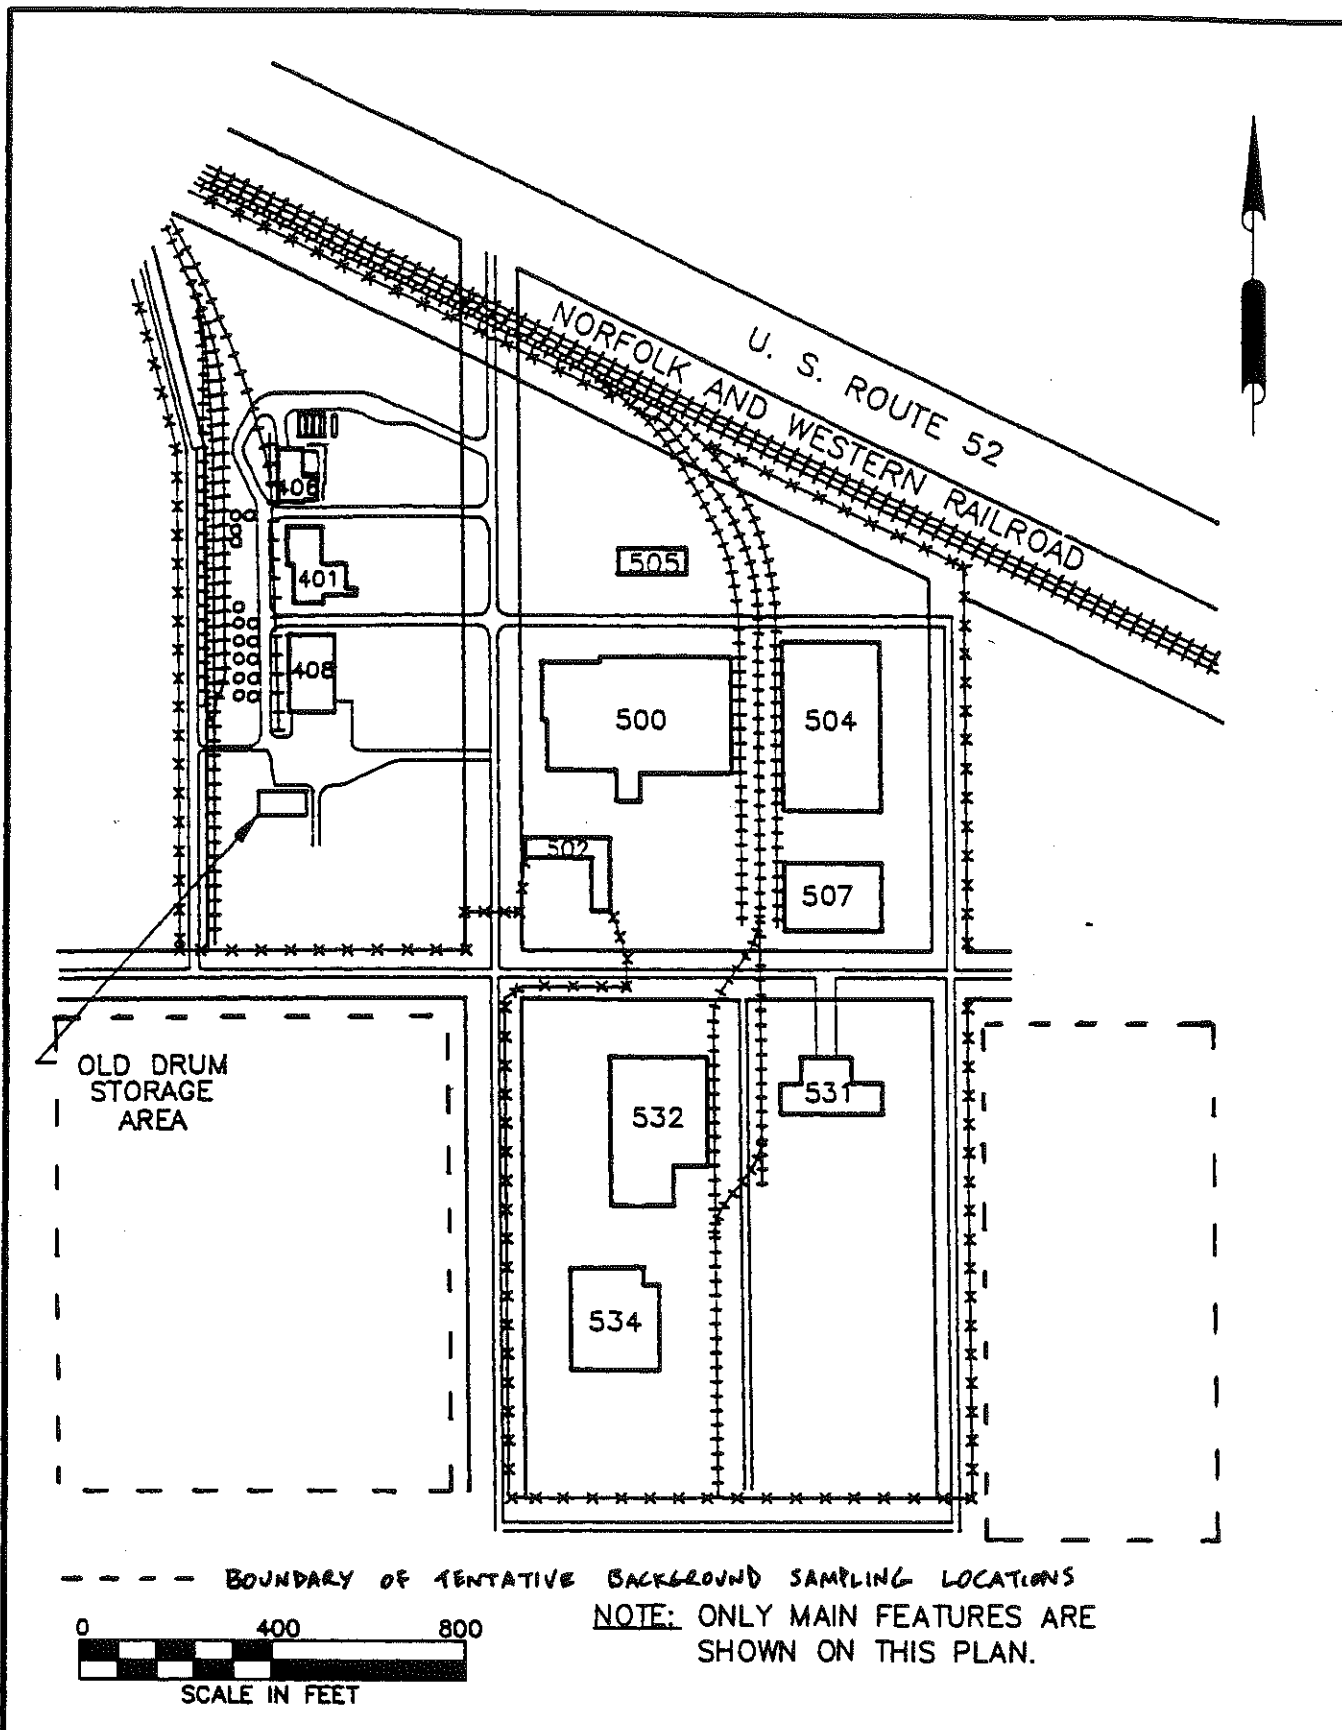 U. S. ROUTE 52
NORFOLK AND WESTERN RAILROAD
406
401
505
408
500
504
502
507
OLD DRUM
STORAGE
AREA
532
531
534
BOUNDARY OF TENTATIVE BACKGROUND SAMPLING LOCATIONS
0 400 800
SCALE IN FEET
NOTE: ONLY MAIN FEATURES ARE
SHOWN ON THIS PLAN.